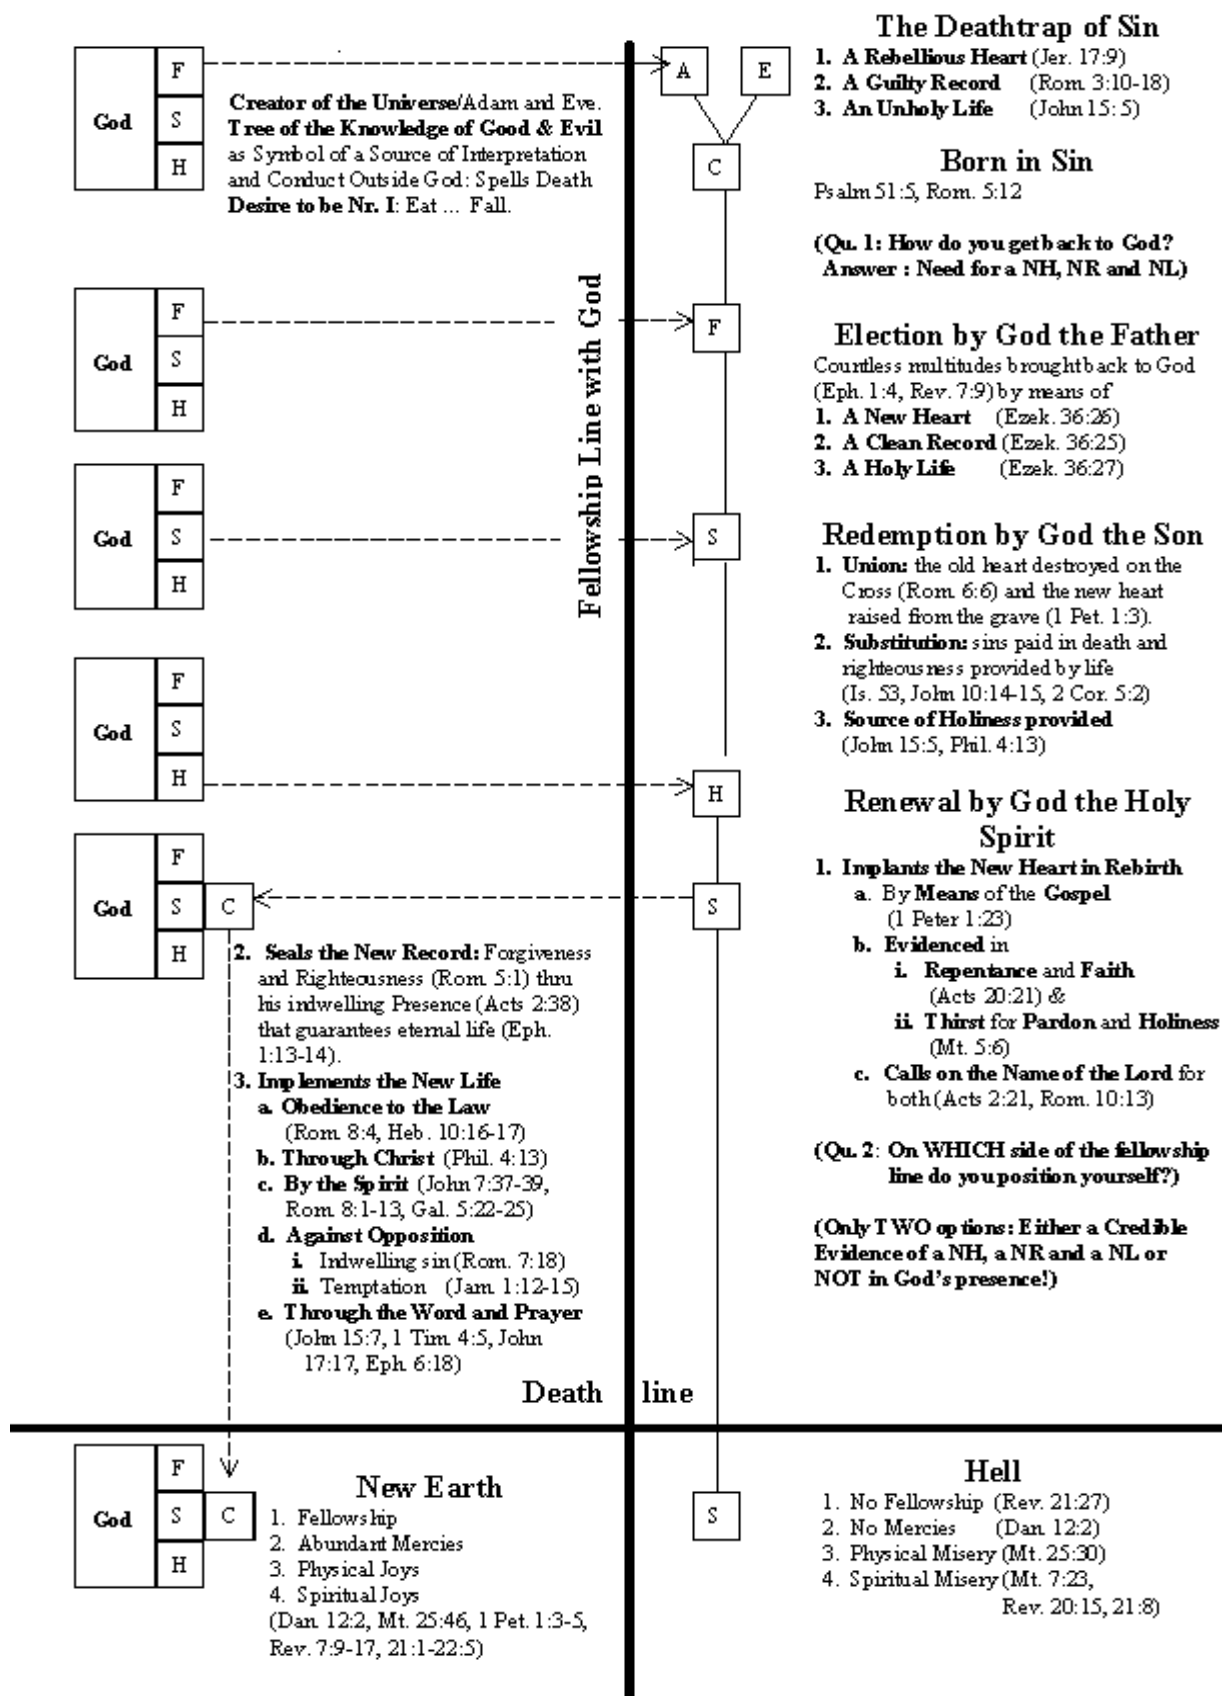 The Deathtrap of Sin
1. A Rebellious Heart (Jer. 17:9)
2. A Guilty Record (Rom. 3:10-18)
3. An Unholy Life (John 15: 5)
God
F
S
H
A
E
C
Creator of the Universe/Adam and Eve.
Tree of the Knowledge of Good & Evil
as Symbol of a Source of Interpretation
and Conduct Outside God: Spells Death
Desire to be Nr. I: Eat ... Fall.
Born in Sin
Psalm 51:5, Rom. 5:12
(Qu. 1: How do you get back to God?
Answer : Need for a NH, NR and NL)
Fellowship Line with God
God
F
S
H
F
Election by God the Father
Countless multitudes brought back to God
(Eph. 1:4, Rev. 7:9) by means of
1. A New Heart (Ezek. 36:26)
2. A Clean Record (Ezek. 36:25)
3. A Holy Life (Ezek. 36:27)
God
F
S
H
S
Redemption by God the Son
1. Union: the old heart destroyed on the
Cross (Rom. 6:6) and the new heart
raised from the grave (1 Pet. 1:3).
2. Substitution: sins paid in death and
righteousness provided by life
(Is. 53, John 10:14-15, 2 Cor. 5:2)
3. Source of Holiness provided
(John 15:5, Phil. 4:13)
God
F
S
H
H
Renewal by God the Holy
Spirit
1. Implants the New Heart in Rebirth
a. By Means of the Gospel
(1 Peter 1:23)
b. Evidenced in
i. Repentance and Faith
(Acts 20:21) &
ii. Thirst for Pardon and Holiness
(Mt. 5:6)
c. Calls on the Name of the Lord for
both (Acts 2:21, Rom. 10:13)
God
F
S
H
C
S
2. Seals the New Record: Forgiveness
and Righteousness (Rom. 5:1) thru
his indwelling Presence (Acts 2:38)
that guarantees eternal life (Eph.
1:13-14).
3. Implements the New Life
a. Obedience to the Law
(Rom. 8:4, Heb. 10:16-17)
b. Through Christ (Phil. 4:13)
c. By the Spirit (John 7:37-39,
Rom. 8:1-13, Gal. 5:22-25)
d. Against Opposition
i. Indwelling sin (Rom. 7:18)
ii. Temptation (Jam. 1:12-15)
e. Through the Word and Prayer
(John 15:7, 1 Tim. 4:5, John
17:17, Eph. 6:18)
(Qu. 2: On WHICH side of the fellowship
line do you position yourself?)
(Only TWO options: Either a Credible
Evidence of a NH, a NR and a NL or
NOT in God's presence!)
Death line
God
F
S
H
C
New Earth
1. Fellowship
2. Abundant Mercies
3. Physical Joys
4. Spiritual Joys
(Dan. 12:2, Mt. 25:46, 1 Pet. 1:3-5,
Rev. 7:9-17, 21:1-22:5)
S
Hell
1. No Fellowship (Rev. 21:27)
2. No Mercies (Dan. 12:2)
3. Physical Misery (Mt. 25:30)
4. Spiritual Misery (Mt. 7:23,
Rev. 20:15, 21:8)